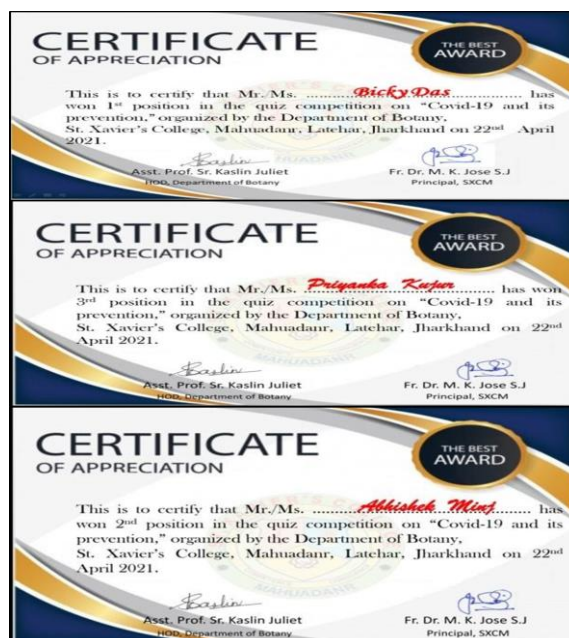 CERTIFICATE
OF APPRECIATION
THE BEST
AWARD
This is to certify that Mr./Ms. Bicky Das has
won 1st position in the quiz competition on “Covid-19 and its
prevention,” organized by the Department of Botany,
St. Xavier’s College, Mahuadanr, Latehar, Jharkhand on 22nd April
2021.
Asst. Prof. Sr. Kaslin Juliet
HOD, Department of Botany
Fr. Dr. M. K. Jose S.J
Principal, SXCM
CERTIFICATE
OF APPRECIATION
THE BEST
AWARD
This is to certify that Mr./Ms. Priyanka Kujur has won
3rd position in the quiz competition on “Covid-19 and its
prevention,” organized by the Department of Botany,
St. Xavier’s College, Mahuadanr, Latehar, Jharkhand on 22nd
April 2021.
MAHUADANR
Asst. Prof. Sr. Kaslin Juliet
HOD, Department of Botany
Fr. Dr. M. K. Jose S.J
Principal, SXCM
CERTIFICATE
OF APPRECIATION
THE BEST
AWARD
This is to certify that Mr./Ms. Abhishek Minj has
won 2nd position in the quiz competition on “Covid-19 and its
prevention,” organized by the Department of Botany,
St. Xavier’s College, Mahuadanr, Latehar, Jharkhand on 22nd
April 2021.
MAHUADANR
Asst. Prof. Sr. Kaslin Juliet
HOD, Department of Botany
Fr. Dr. M. K. Jose S.J
Principal, SXCM